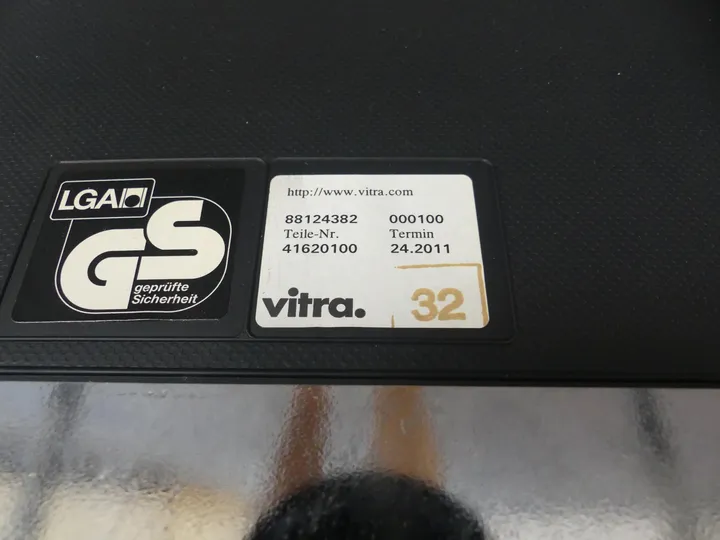 LGA
GS
geprüfte
Sicherheit
http://www.vitra.com
88124382 000100
Teile-Nr. Termin
41620100 24.2011
vitra. 32